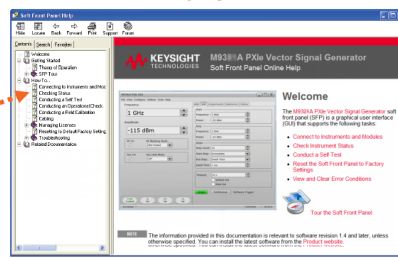 Soft Front Panel Help
Hide Locate Back Forward Print Support Forum
Contents Search Favorites
Welcome
Getting Started
Theory of Operation
SFP Tour
How To...
Connecting to Instruments and Mod
Checking Status
Conducting a Self Test
Conducting an Operational Check
Conducting a Field Calibration
Exiting
Managing Licenses
Resetting to Default Factory Setting
Troubleshooting
Related Documentation
KEYSIGHT
TECHNOLOGIES
M938XA PXIe Vector Signal Generator
Soft Front Panel Online Help
Frequency
1 GHz
Amplitude
-115 dBm
Welcome
The M938XA PXIe Vector Signal Generator soft
front panel (SFP) is a graphical user interface
(GUI) that supports the following tasks:
Connect to Instruments and Modules
Check Instrument Status
Conduct a Self Test
Reset the Soft Front Panel to Factory
Settings
View and Clear Error Conditions
Tour the Soft Front Panel
NOTE The information provided in this documentation is relevant to software revision 1.4 and later, unless
otherwise specified. You can install the latest software from the Product website.